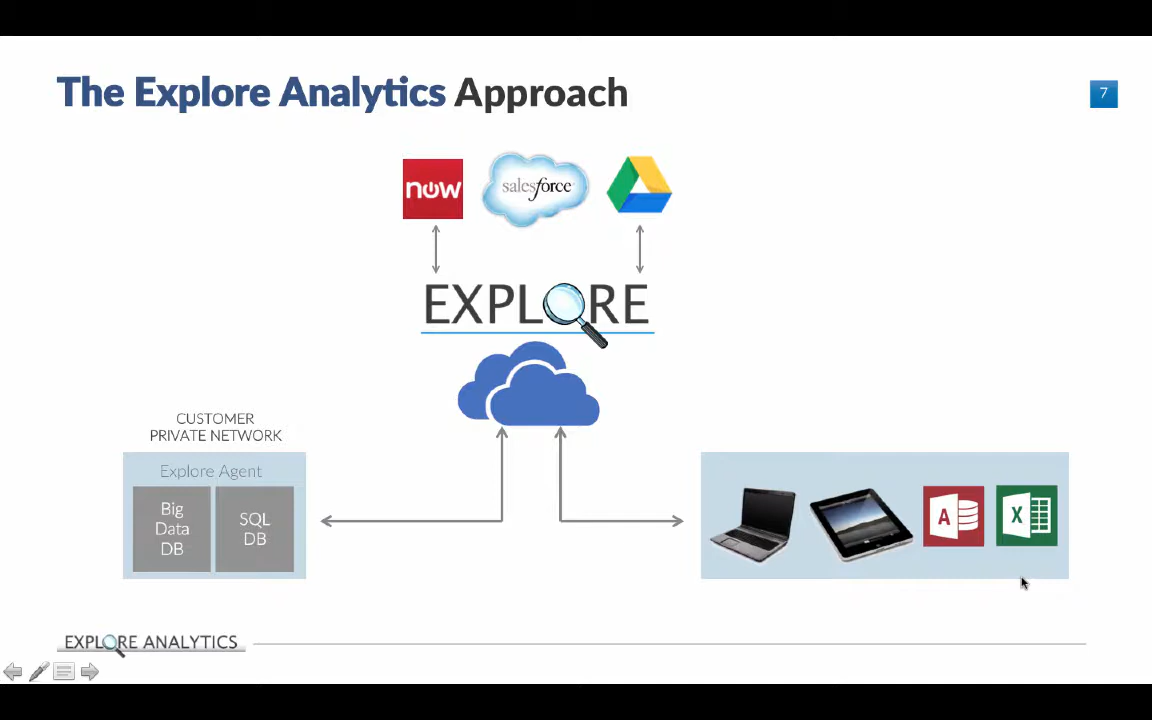 The Explore Analytics Approach
7
now
salesforce
EXPLORE
CUSTOMER
PRIVATE NETWORK
Explore Agent
Big
Data
DB
SQL
DB
A
X
EXPLORE ANALYTICS